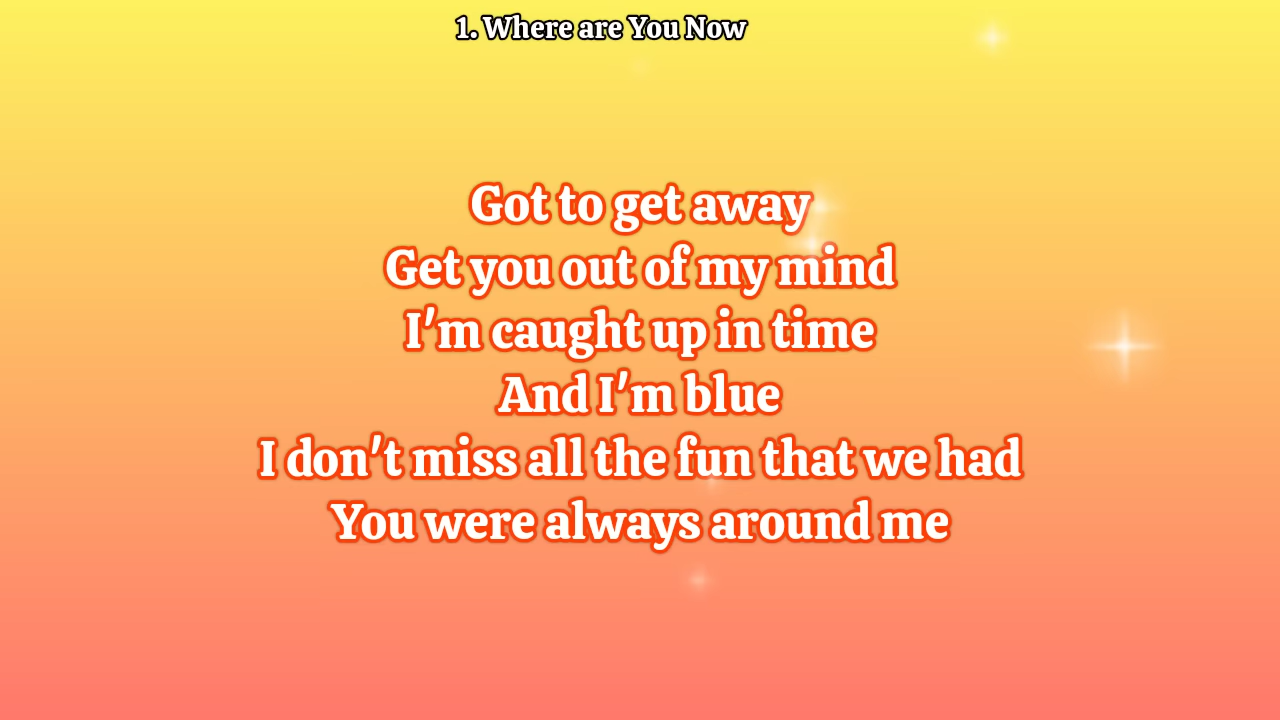 1. Where are You Now
Got to get away
Get you out of my mind
I'm caught up in time
And I'm blue
I don't miss all the fun that we had
You were always around me